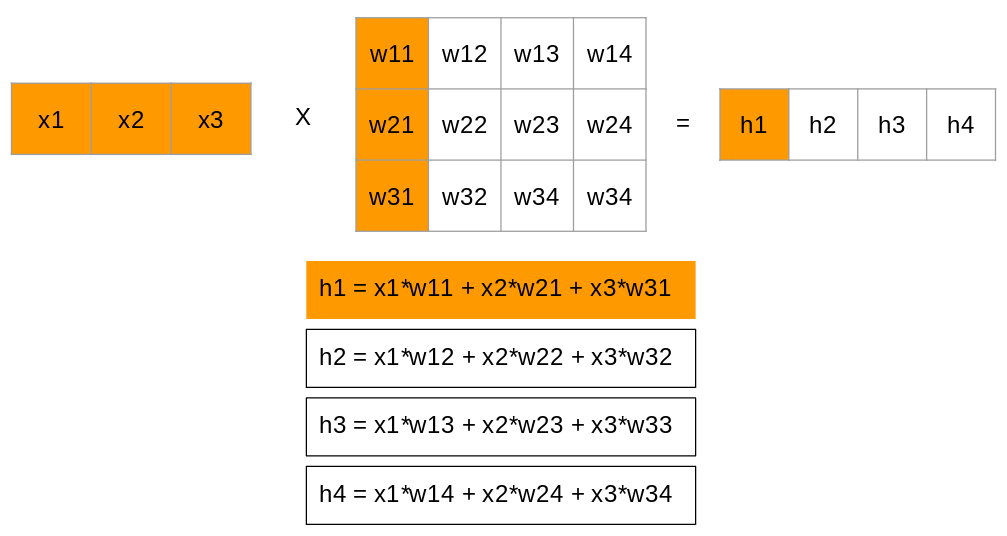 w11 w12 w13 w14
x1 x2 x3 X w21 w22 w23 w24 = h1 h2 h3 h4
w31 w32 w34 w34
h1 = x1*w11 + x2*w21 + x3*w31
h2 = x1*w12 + x2*w22 + x3*w32
h3 = x1*w13 + x2*w23 + x3*w33
h4 = x1*w14 + x2*w24 + x3*w34